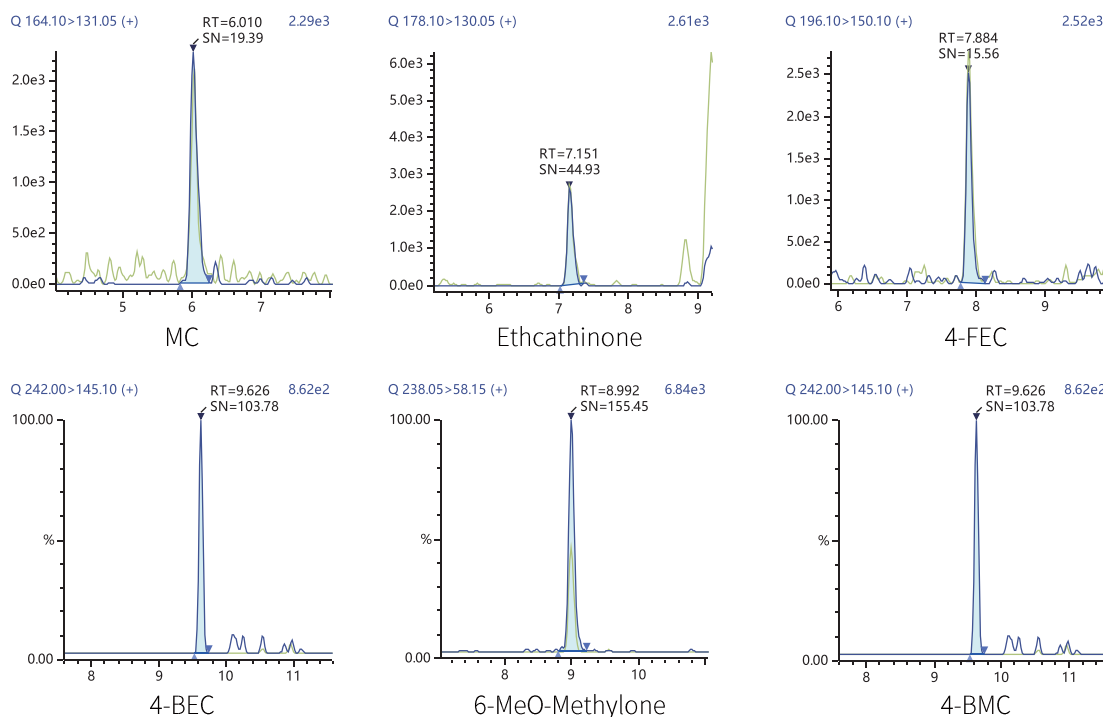 Q 164.10>131.05 (+) RT=6.010 2.29e3
SN=19.39
2.0e3
1.5e3
1.0e3
5.0e2
0.0e0
5 6 7
MC
Q 178.10>130.05 (+) 2.61e3
6.0e3
5.0e3
4.0e3
RT=7.151
SN=44.93
3.0e3
2.0e3
1.0e3
0.0e0
6 7 8 9
Ethcathinone
Q 196.10>150.10 (+) 2.52e3
RT=7.884
SN=15.56
2.5e3
2.0e3
1.5e3
1.0e3
5.0e2
0.0e0
6 7 8 9
4-FEC
Q 242.00>145.10 (+) RT=9.626 8.62e2
SN=103.78
100.00
%
0.00
8 9 10 11
4-BEC
Q 238.05>58.15 (+) RT=8.992 6.84e3
SN=155.45
100.00
%
0.00
8 9 10
6-MeO-Methylone
Q 242.00>145.10 (+) RT=9.626 8.62e2
SN=103.78
100.00
%
0.00
8 9 10 11
4-BMC